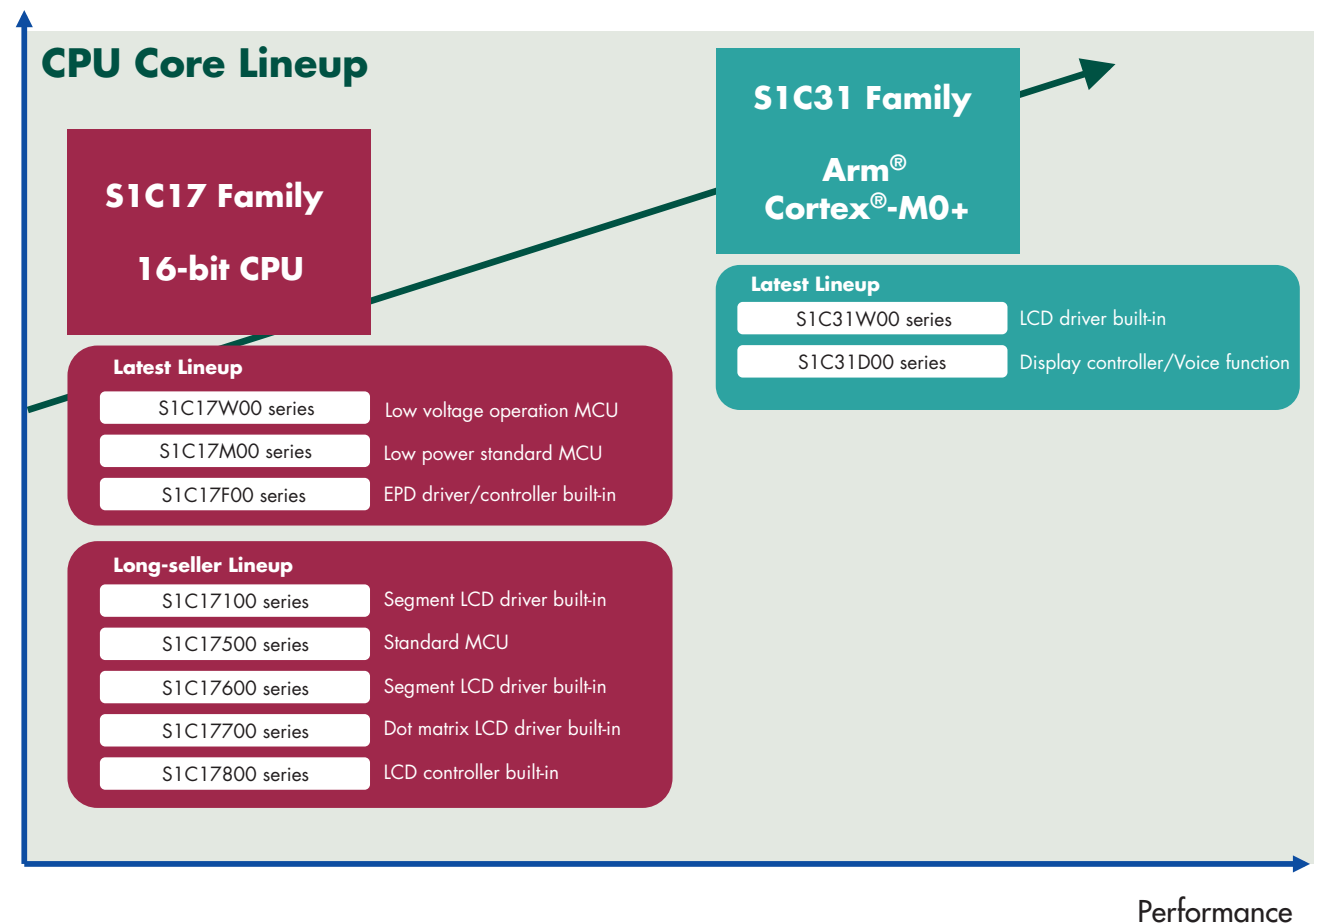 CPU Core Lineup
S1C17 Family
16-bit CPU
S1C31 Family
Arm®
Cortex®-M0+
Latest Lineup
S1C17W00 series Low voltage operation MCU
S1C17M00 series Low power standard MCU
S1C17F00 series EPD driver/controller built-in
Long-seller Lineup
S1C17100 series Segment LCD driver built-in
S1C17500 series Standard MCU
S1C17600 series Segment LCD driver built-in
S1C17700 series Dot matrix LCD driver built-in
S1C17800 series LCD controller built-in
Latest Lineup
S1C31W00 series LCD driver built-in
S1C31D00 series Display controller/Voice function
Performance